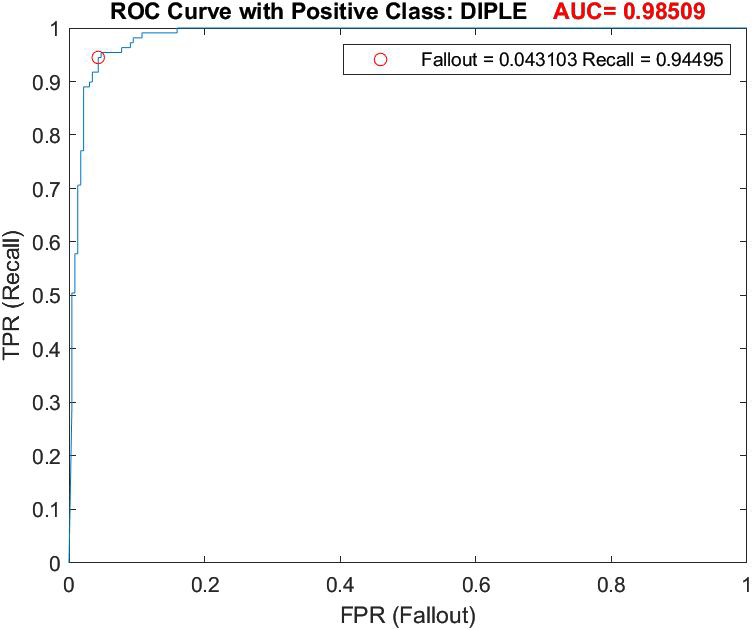 ROC Curve with Positive Class: DIPLE AUC= 0.98509
Fallout = 0.043103 Recall = 0.94495
1
0.9
0.8
0.7
0.6
0.5
0.4
0.3
0.2
0.1
0
TPR (Recall)
0 0.2 0.4 0.6 0.8 1
FPR (Fallout)